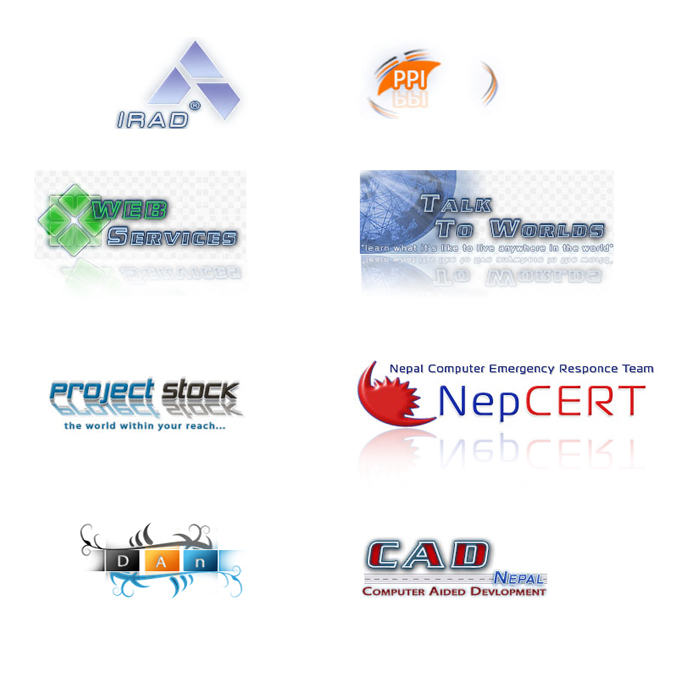 IRAD®
PPI
WEB
SERVICES
TALK
TO WORLDS
"learn what it's like to live anywhere in the world"
project stock
the world within your reach...
Nepal Computer Emergency Responce Team
NepCERT
DAn
CAD
NEPAL
COMPUTER AIDED DEVLOPMENT